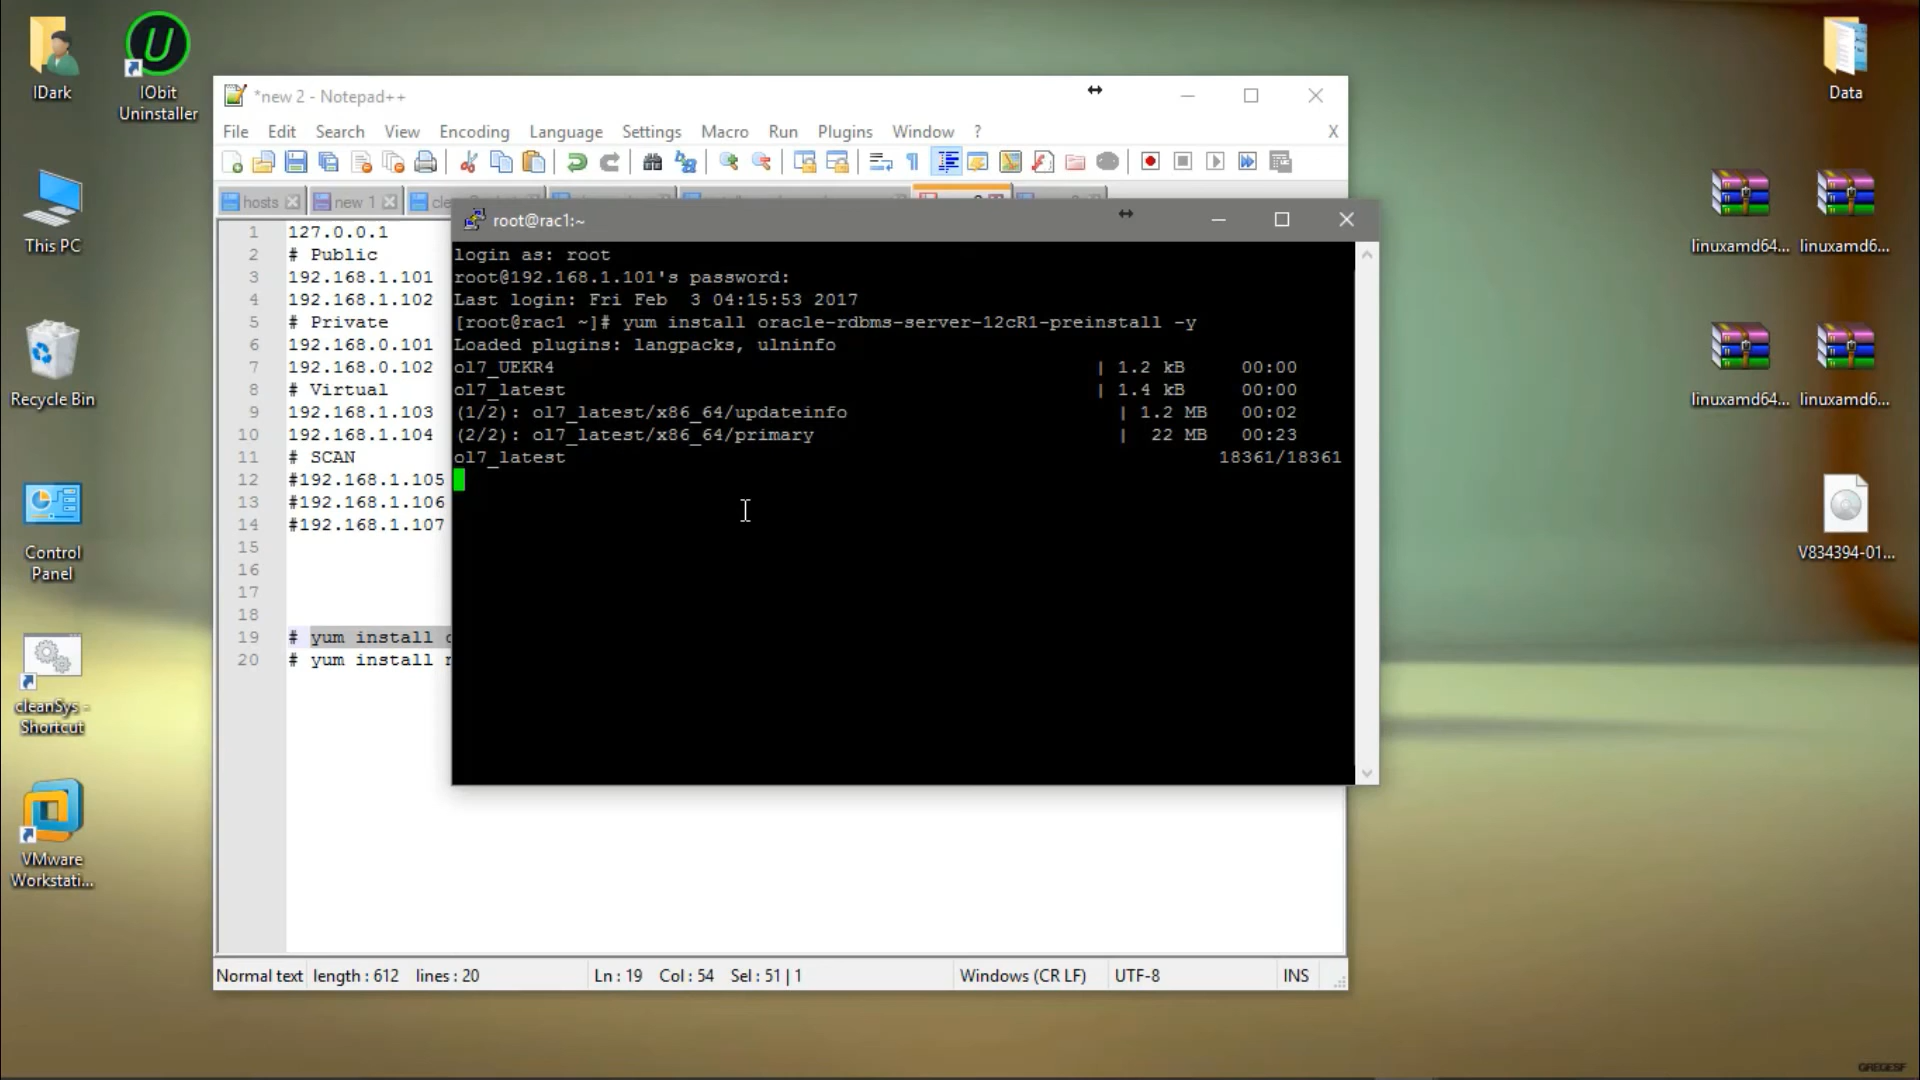 IDark
IObit
Uninstaller
This PC
Recycle Bin
Control
Panel
cleanSys -
Shortcut
VMware
Workstati...
*new 2 - Notepad++
File Edit Search View Encoding Language Settings Macro Run Plugins Window ? X
hosts new 1
1 127.0.0.1
2 # Public
3 192.168.1.101
4 192.168.1.102
5 # Private
6 192.168.0.101
7 192.168.0.102
8 # Virtual
9 192.168.1.103
10 192.168.1.104
11 # SCAN
12 #192.168.1.105
13 #192.168.1.106
14 #192.168.1.107
15
16
17
18
19 # yum install
20 # yum install
Normal text length : 612 lines : 20 Ln : 19 Col : 54 Sel : 51 | 1 Windows (CR LF) UTF-8 INS
root@rac1:~
login as: root
root@192.168.1.101's password:
Last login: Fri Feb  3 04:15:53 2017
[root@rac1 ~]# yum install oracle-rdbms-server-12cR1-preinstall -y
Loaded plugins: langpacks, ulninfo
ol7_UEKR4 | 1.2 kB 00:00
ol7_latest | 1.4 kB 00:00
(1/2): ol7_latest/x86_64/updateinfo | 1.2 MB 00:02
(2/2): ol7_latest/x86_64/primary | 22 MB 00:23
ol7_latest 18361/18361
Data
linuxamd64... linuxamd6...
linuxamd64... linuxamd6...
V834394-01...